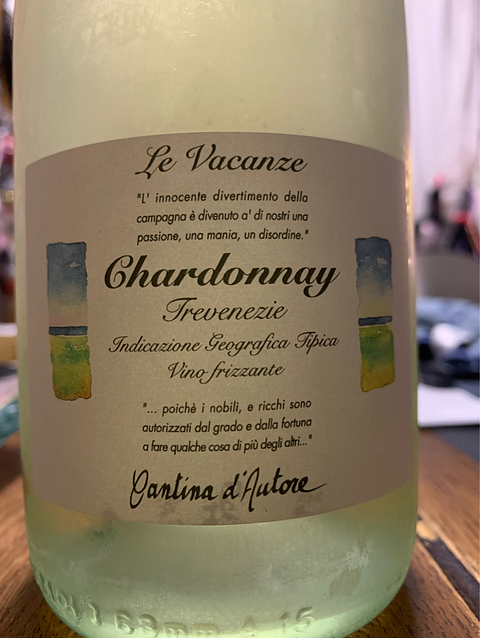 Le Vacanze
"L' innocente divertimento della
campagna è divenuto a' dì nostri una
passione, una mania, un disordine."
Chardonnay
Trevenezie
Indicazione Geografica Tipica
Vino frizzante
"... poichè i nobili, e ricchi sono
autorizzati dal grado e dalla fortuna
a fare qualche cosa di più degli altri..."
Cantina d'Autore
63mm
15